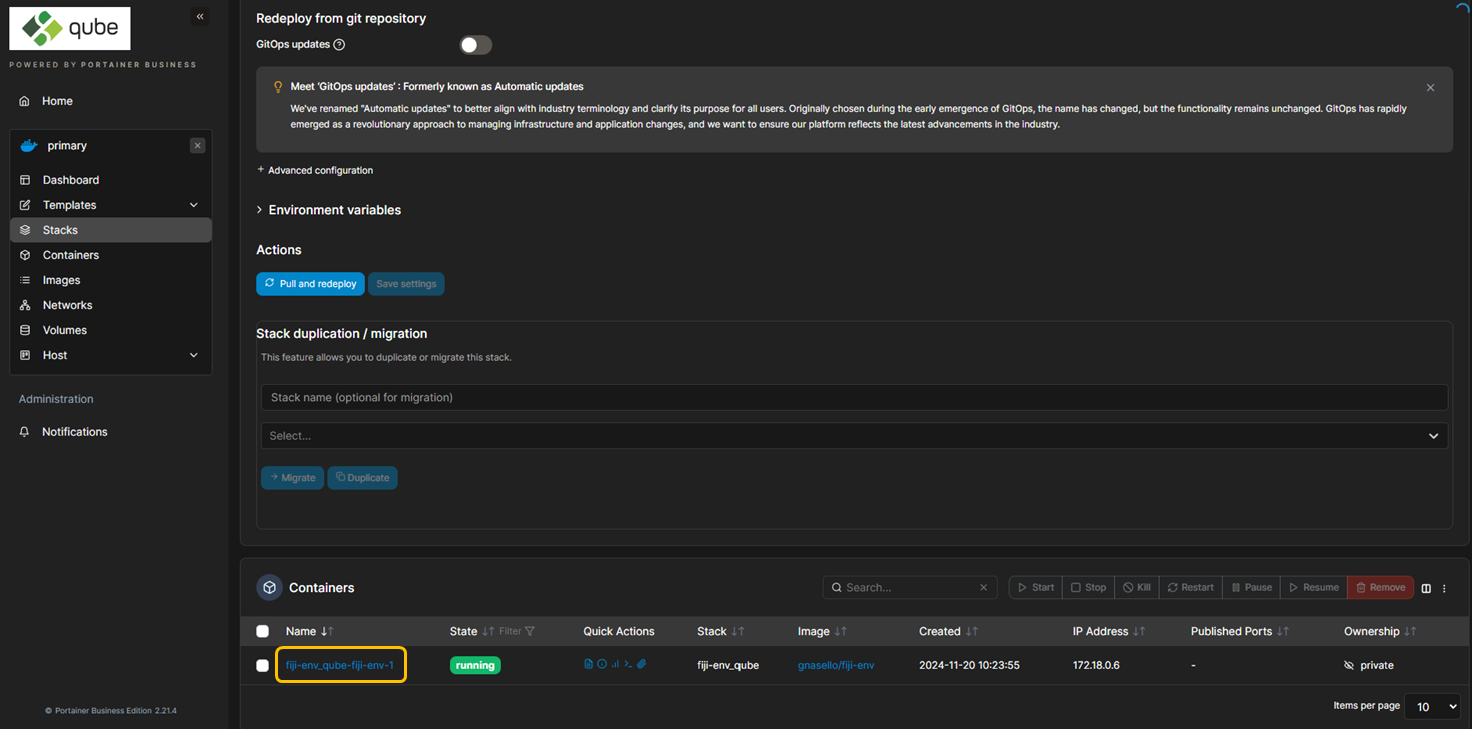 qube
«
POWERED BY PORTAINER BUSINESS
Home
primary
Dashboard
Templates
Stacks
Containers
Images
Networks
Volumes
Host
Administration
Notifications
© Portainer Business Edition 2.21.4
Redeploy from git repository
GitOps updates ?
Meet 'GitOps updates' : Formerly known as Automatic updates
We've renamed "Automatic updates" to better align with industry terminology and clarify its purpose for all users. Originally chosen during the early emergence of GitOps, the name has changed, but the functionality remains unchanged. GitOps has rapidly
emerged as a revolutionary approach to managing infrastructure and application changes, and we want to ensure our platform reflects the latest advancements in the industry.
+ Advanced configuration
Environment variables
Actions
Pull and redeploy Save settings
Stack duplication / migration
This feature allows you to duplicate or migrate this stack.
Stack name (optional for migration)
Select...
Migrate Duplicate
Containers Search... Start Stop Kill Restart Pause Resume Remove
Name State Filter Quick Actions Stack Image Created IP Address Published Ports Ownership
fiji-env_qube-fiji-env-1 running fiji-env_qube gnasello/fiji-env 2024-11-20 10:23:55 172.18.0.6 - private
Items per page 10